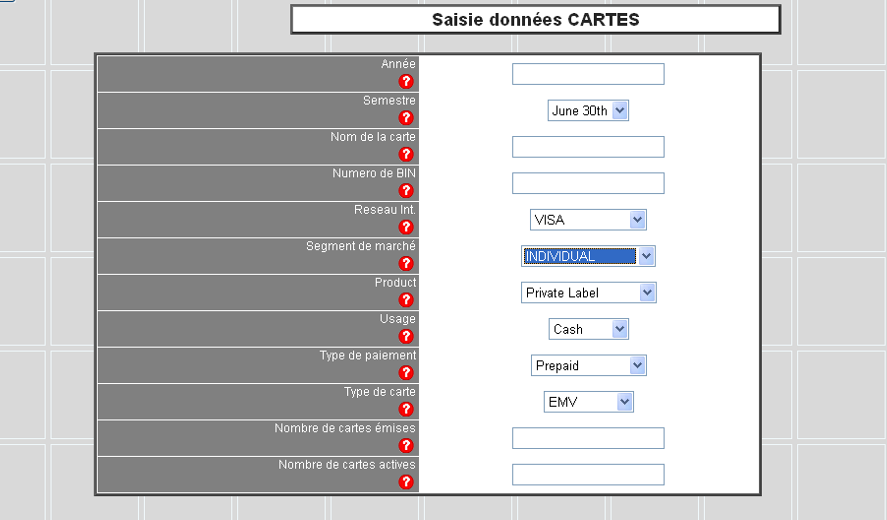 Saisie données CARTES
Année
?
Semestre
June 30th
?
Nom de la carte
?
Numero de BIN
?
Reseau Int.
VISA
?
Segment de marché
INDIVIDUAL
?
Product
Private Label
?
Usage
Cash
?
Type de paiement
Prepaid
?
Type de carte
EMV
?
Nombre de cartes émises
?
Nombre de cartes actives
?